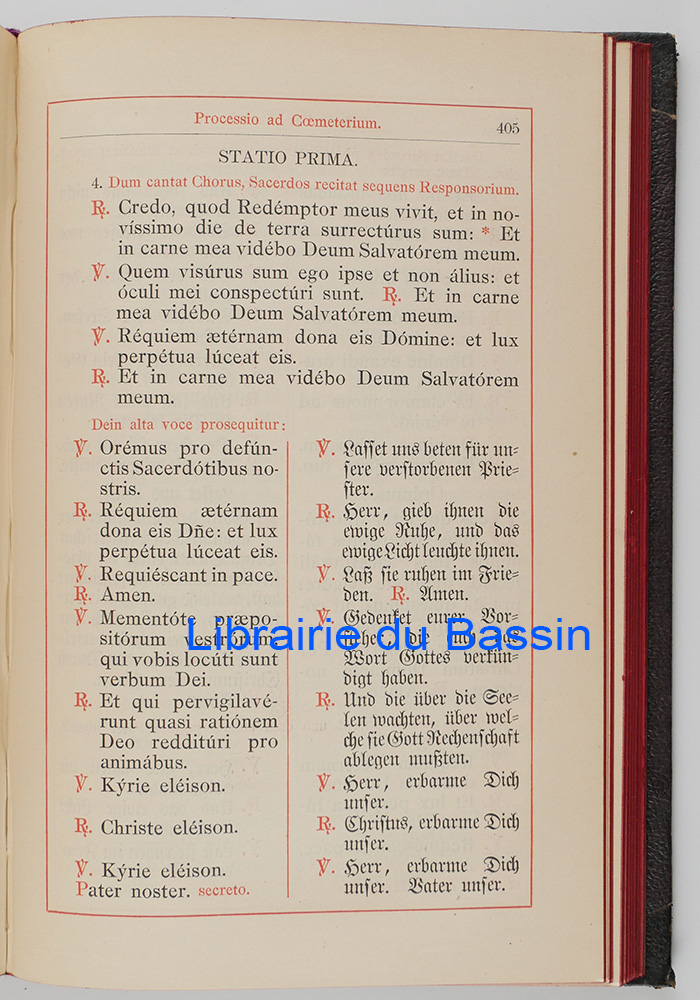 Processio ad Cœmeterium.
405
STATIO PRIMA.
4. Dum cantat Chorus, Sacerdos recitat sequens Responsorium.
℟. Credo, quod Redémptor meus vivit, et in no-
víssimo die de terra surrectúrus sum: * Et
in carne mea vidébo Deum Salvatórem meum.
℣. Quem visúrus sum ego ipse et non álius: et
óculi mei conspectúri sunt. ℟. Et in carne
mea vidébo Deum Salvatórem meum.
℣. Réquiem ætérnam dona eis Dómine: et lux
perpétua lúceat eis.
℟. Et in carne mea vidébo Deum Salvatórem
meum.
Dein alta voce prosequitur:
℣. Orémus pro defún-
ctis Sacerdótibus no-
stris.
℟. Réquiem ætérnam
dona eis Dñe: et lux
perpétua lúceat eis.
℣. Requiéscant in pace.
℟. Amen.
℣. Mementóte præpo-
sitórum vestrórum
qui vobis locúti sunt
verbum Dei.
℟. Et qui pervigilavé-
runt quasi ratiónem
Deo redditúri pro
animábus.
℣. Kýrie eléison.
℟. Christe eléison.
℣. Kýrie eléison.
Pater noster. secreto.
℣. Lasset uns beten für un-
sere verstorbenen Prie-
ster.
℟. Herr, gieb ihnen die
ewige Ruhe, und das
ewige Licht leuchte ihnen.
℣. Laß sie ruhen im Frie-
den. ℟. Amen.
℣. Gedenket eurer Vor-
steher, die euch das
Wort Gottes verkün-
digt haben.
℟. Und die über die See-
len wachten, über wel-
che sie Gott Rechenschaft
ablegen mußten.
℣. Herr, erbarme Dich
unser.
℟. Christus, erbarme Dich
unser.
℣. Herr, erbarme Dich
unser. Vater unser.
Librairie du Bassin